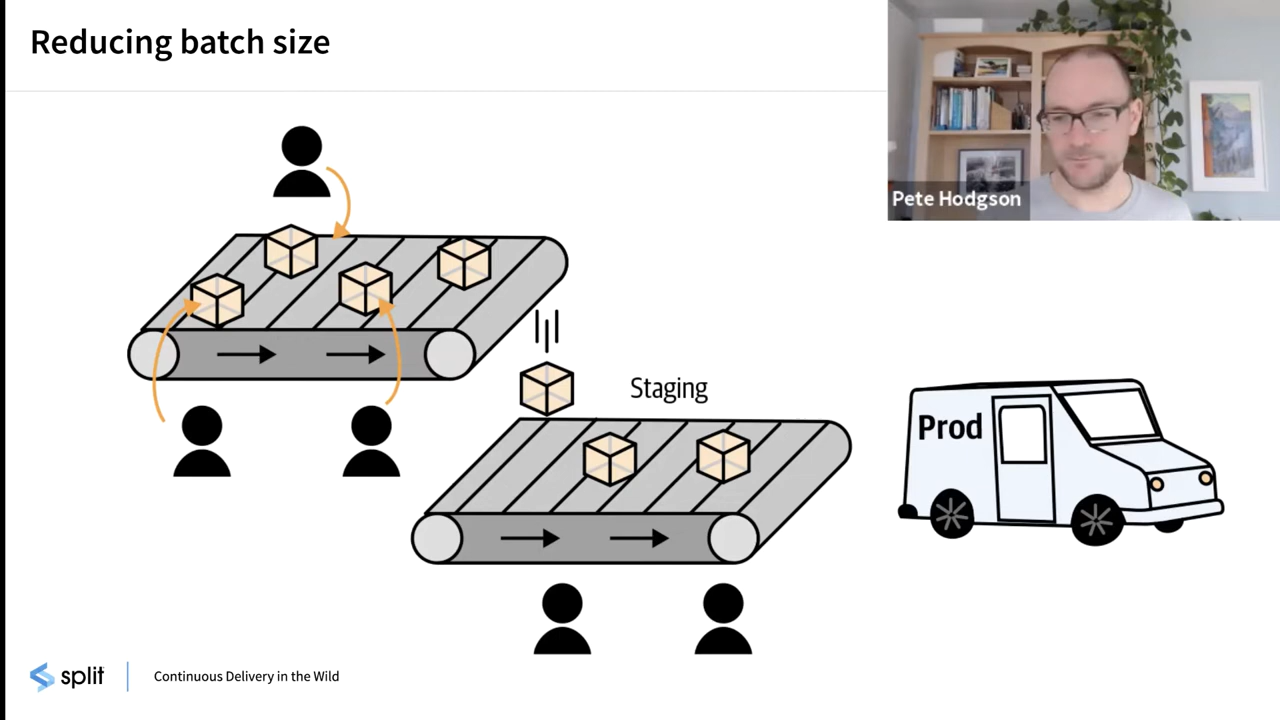 Reducing batch size
Pete Hodgson
Staging
Prod
split
Continuous Delivery in the Wild